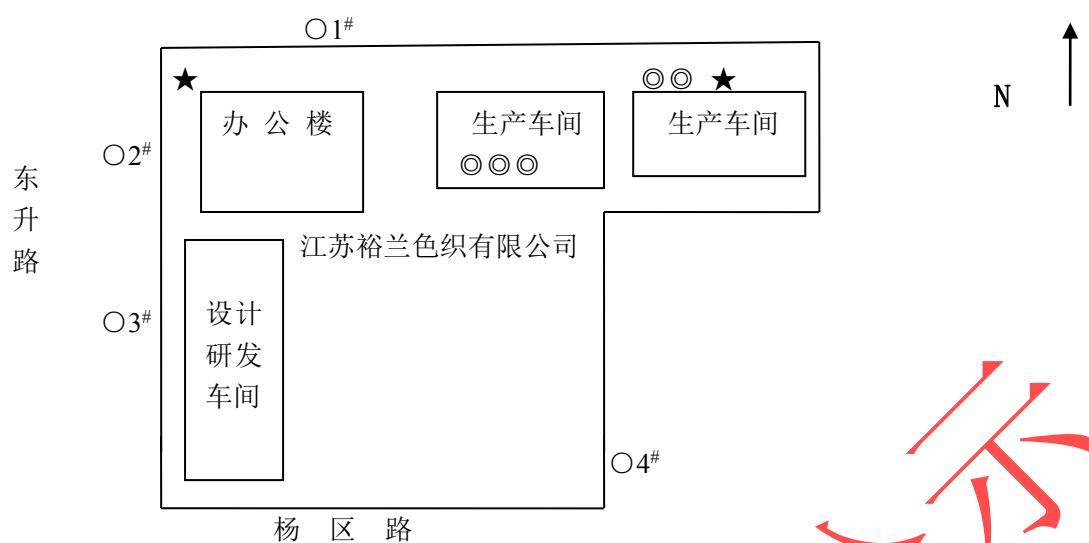 ○1#
★
◎◎ ★
办公楼
生产车间
生产车间
N
○2#
◎◎◎
东升路
江苏裕兰色织有限公司
○3#
设计研发车间
○4#
杨区路